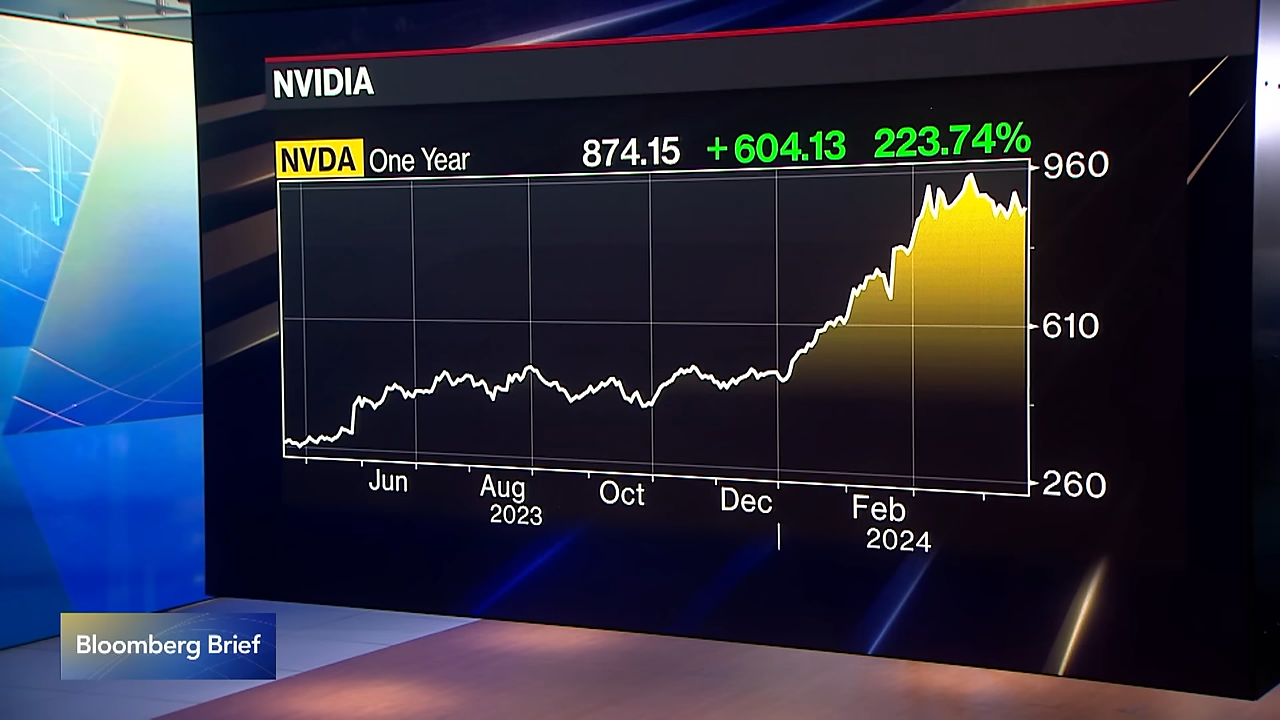 NVIDIA
NVDA One Year 874.15 +604.13 223.74%
960
610
260
Jun Aug Oct Dec Feb
2023 2024
Bloomberg Brief